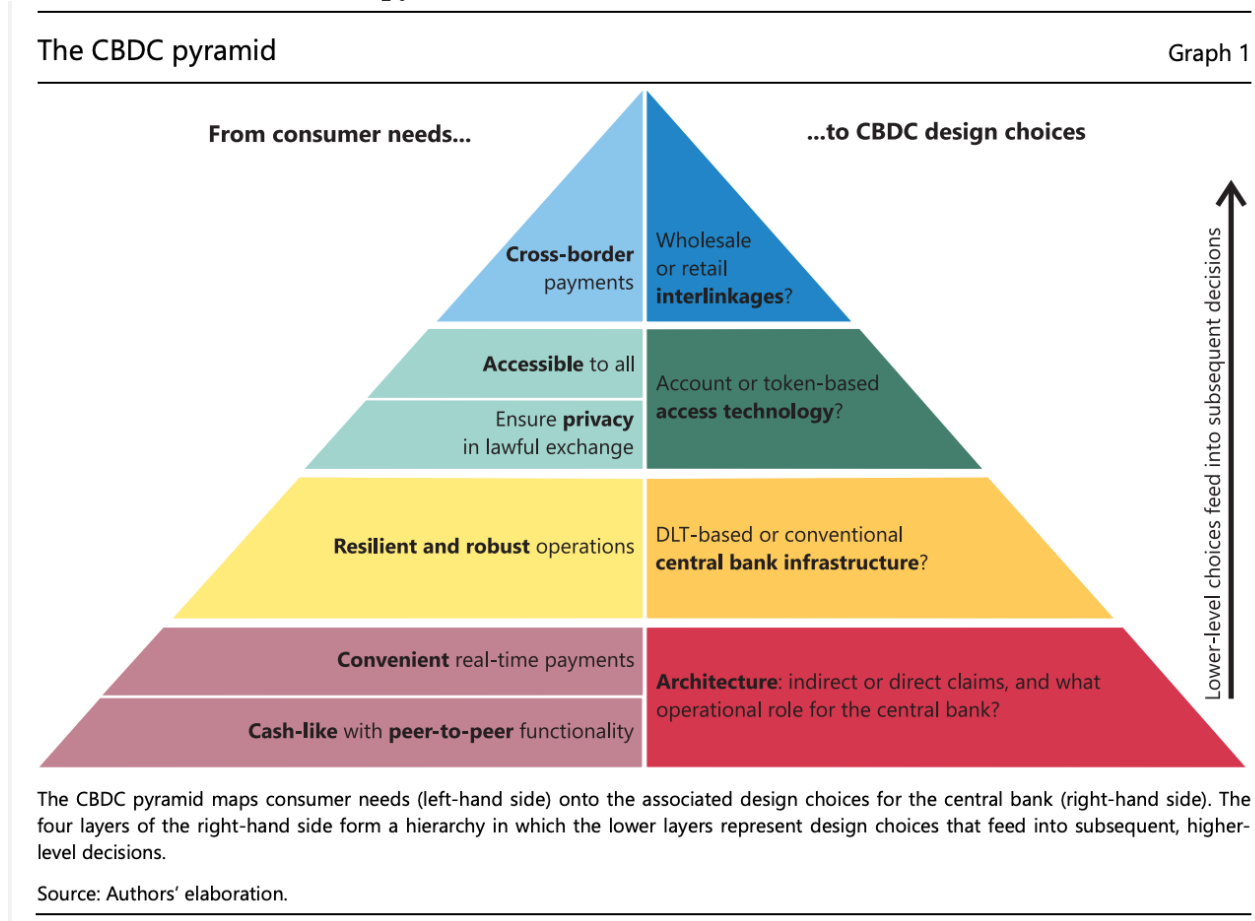 The CBDC pyramid
Graph 1
From consumer needs...
...to CBDC design choices
Cross-border
payments
Wholesale
or retail
interlinkages?
Accessible to all
Ensure privacy
in lawful exchange
Account or token-based
access technology?
Resilient and robust operations
DLT-based or conventional
central bank infrastructure?
Convenient real-time payments
Cash-like with peer-to-peer functionality
Architecture: indirect or direct claims, and what
operational role for the central bank?
Lower-level choices feed into subsequent decisions
The CBDC pyramid maps consumer needs (left-hand side) onto the associated design choices for the central bank (right-hand side). The
four layers of the right-hand side form a hierarchy in which the lower layers represent design choices that feed into subsequent, higher-
level decisions.
Source: Authors’ elaboration.